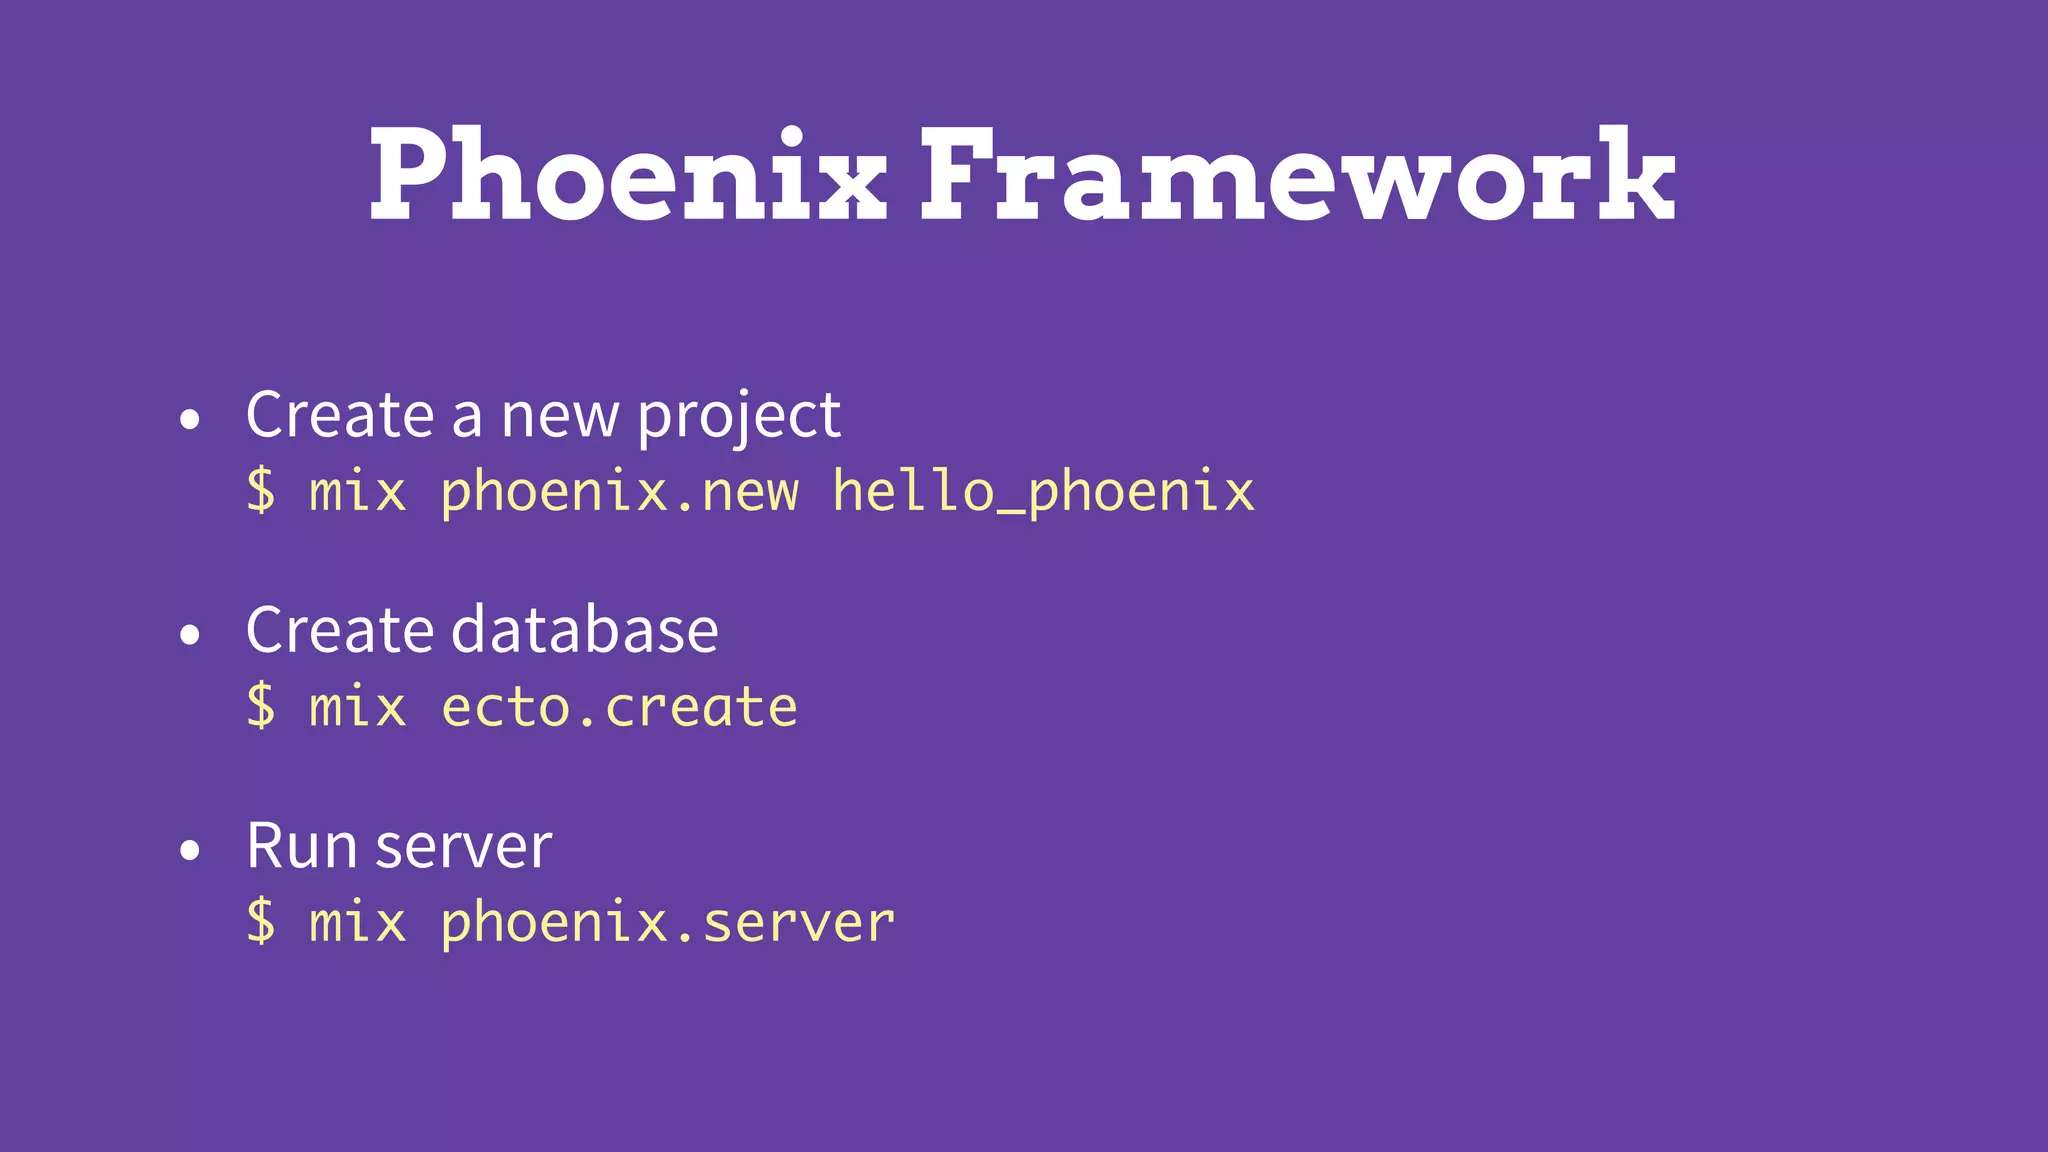 Phoenix Framework
• Create a new project
$ mix phoenix.new hello_phoenix
• Create database
$ mix ecto.create
• Run server
$ mix phoenix.server